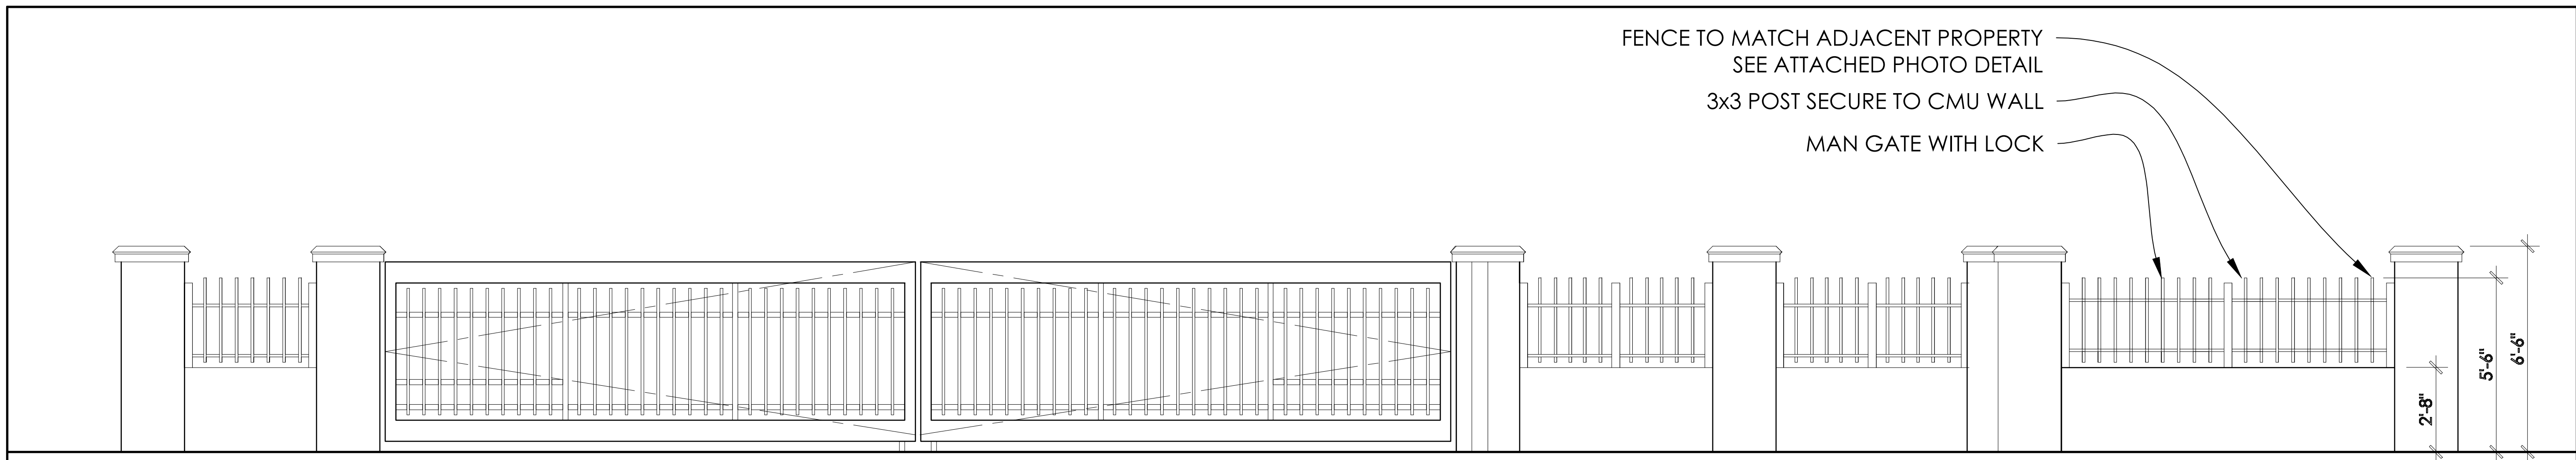 FENCE TO MATCH ADJACENT PROPERTY
SEE ATTACHED PHOTO DETAIL
3x3 POST SECURE TO CMU WALL
MAN GATE WITH LOCK
2'-8"
5'-6"
6'-6"